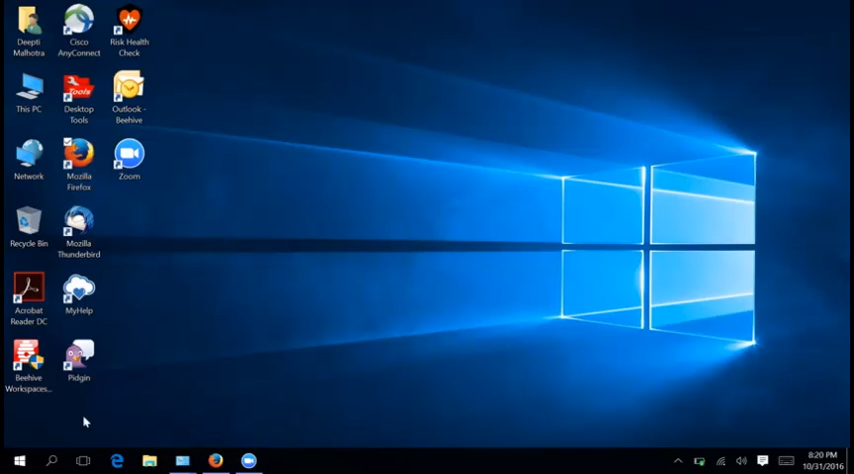 Deepti
Malhotra
Cisco
AnyConnect
Risk Health
Check
This PC
Tools
Desktop
Tools
Outlook -
Beehive
Network
Mozilla
Firefox
Zoom
Recycle Bin
Mozilla
Thunderbird
Acrobat
Reader DC
MyHelp
Beehive
Workspaces...
Pidgin
8:20 PM
10/31/2016